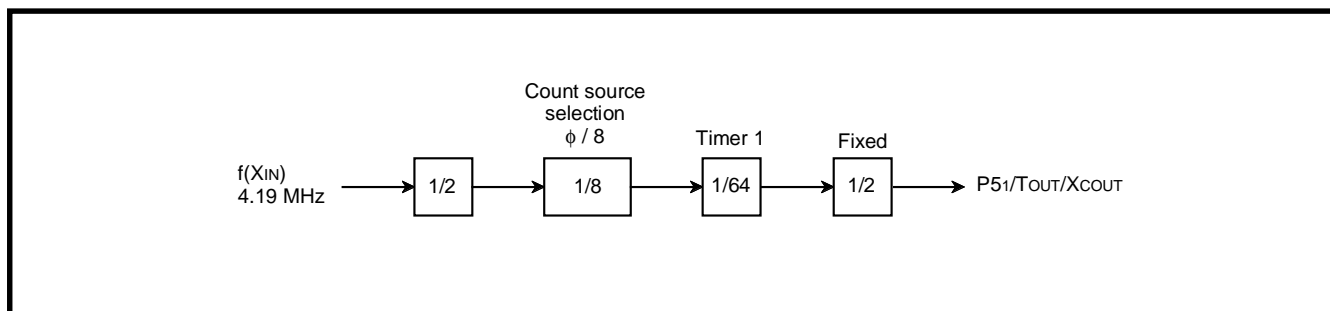 Count source
selection
ϕ / 8
Timer 1
Fixed
f(XIN)
4.19 MHz
1/2
1/8
1/64
1/2
P51/TOUT/XCOUT